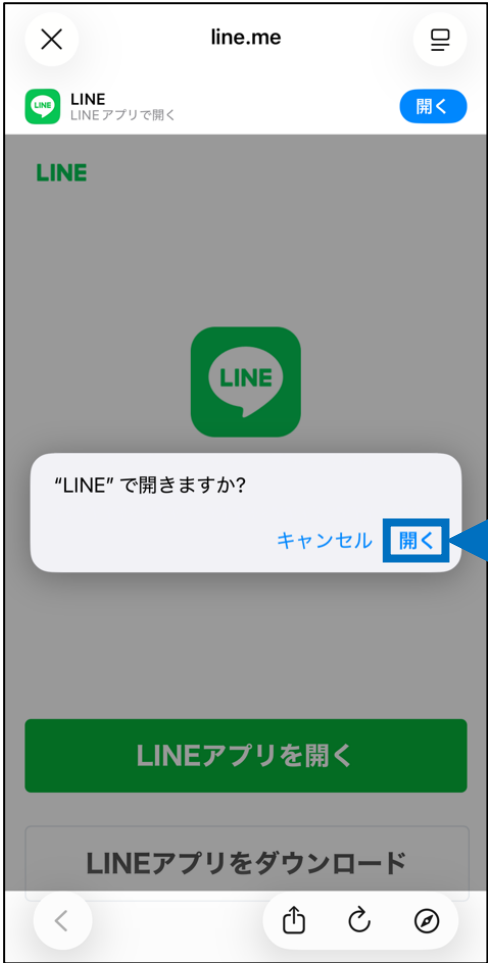 line.me
LINE
LINE
LINEアプリで開く
開く
LINE
LINE
“LINE” で開きますか?
キャンセル 開く
LINEアプリを開く
LINEアプリをダウンロード